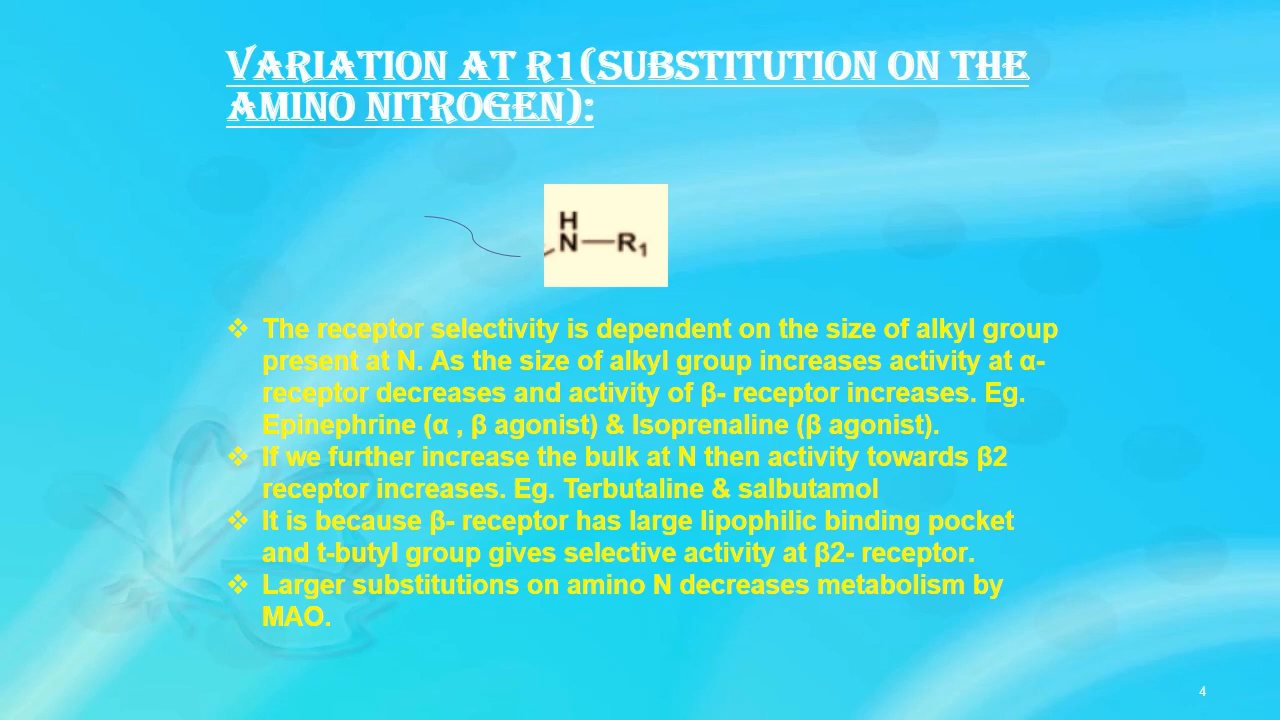 VARIATION AT R1(SUBSTITUTION ON THE
AMINO NITROGEN):
H
N—R1
❖ The receptor selectivity is dependent on the size of alkyl group
present at N. As the size of alkyl group increases activity at α-
receptor decreases and activity of β- receptor increases. Eg.
Epinephrine (α , β agonist) & Isoprenaline (β agonist).
❖ If we further increase the bulk at N then activity towards β2
receptor increases. Eg. Terbutaline & salbutamol
❖ It is because β- receptor has large lipophilic binding pocket
and t-butyl group gives selective activity at β2- receptor.
❖ Larger substitutions on amino N decreases metabolism by
MAO.
4